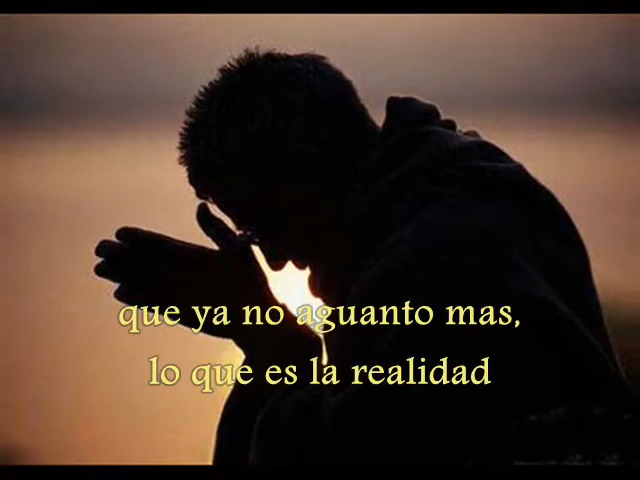 que ya no aguanto mas,
lo que es la realidad